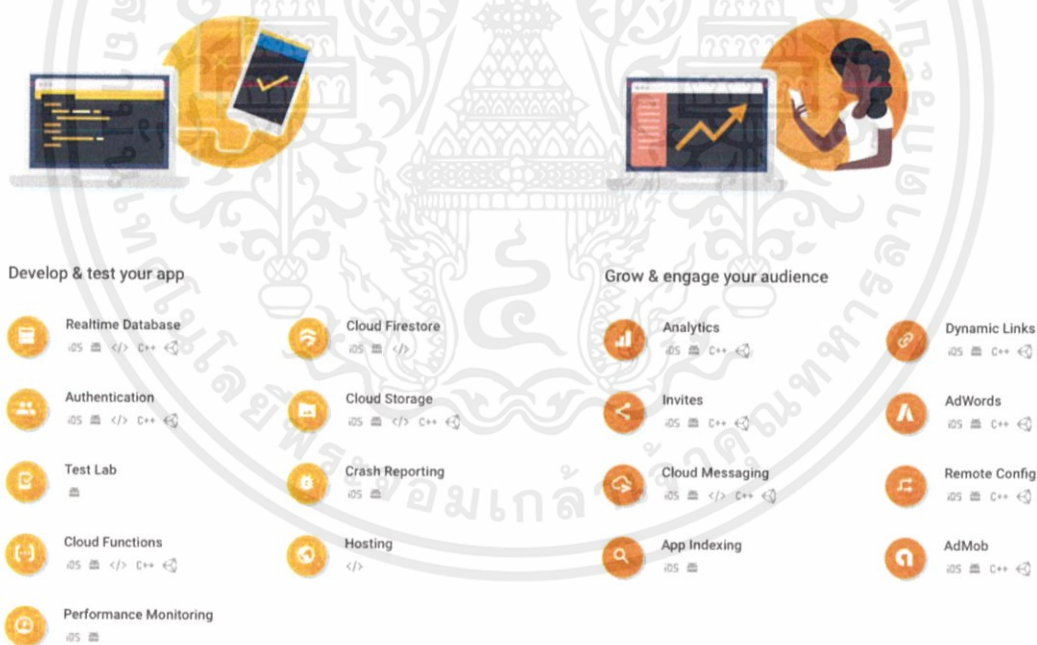 Develop & test your app
Realtime Database
iOS </> C++
Authentication
iOS </> C++
Test Lab
Cloud Functions
iOS </> C++
Performance Monitoring
iOS
Cloud Firestore
iOS </>
Cloud Storage
iOS </> C++
Crash Reporting
iOS
Hosting
</>
Grow & engage your audience
Analytics
iOS C++
Invites
iOS C++
Cloud Messaging
iOS </> C++
App Indexing
iOS
Dynamic Links
iOS C++
AdWords
iOS C++
Remote Config
iOS C++
AdMob
iOS C++